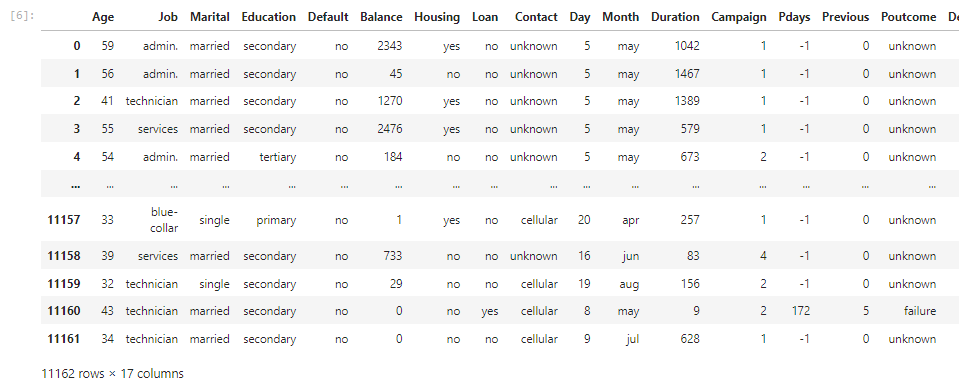 [6]: Age Job Marital Education Default Balance Housing Loan Contact Day Month Duration Campaign Pdays Previous Poutcome De
0 59 admin. married secondary no 2343 yes no unknown 5 may 1042 1 -1 0 unknown
1 56 admin. married secondary no 45 no no unknown 5 may 1467 1 -1 0 unknown
2 41 technician married secondary no 1270 yes no unknown 5 may 1389 1 -1 0 unknown
3 55 services married secondary no 2476 yes no unknown 5 may 579 1 -1 0 unknown
4 54 admin. married tertiary no 184 no no unknown 5 may 673 2 -1 0 unknown
... ... ... ... ... ... ... ... ... ... ... ... ... ... ... ... ...  ...
11157 33 blue-collar single primary no 1 yes no cellular 20 apr 257 1 -1 0 unknown
11158 39 services married secondary no 733 no no unknown 16 jun 83 4 -1 0 unknown
11159 32 technician single secondary no 29 no no cellular 19 aug 156 2 -1 0 unknown
11160 43 technician married secondary no 0 no yes cellular 8 may 9 2 172 5 failure
11161 34 technician married secondary no 0 no no cellular 9 jul 628 1 -1 0 unknown
11162 rows × 17 columns